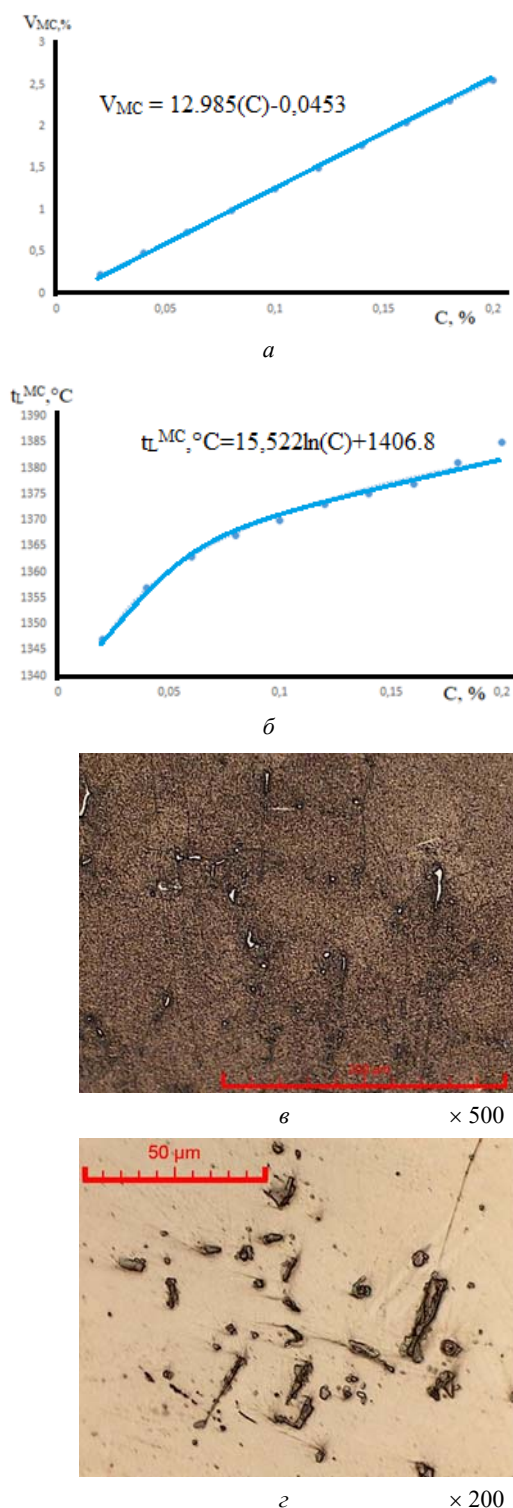 V_MC,%
3
2,5
2
1,5
1
0,5
0
0
0,05
0,1
0,15
0,2
V_MC = 12.985(C)-0,0453
C, %
а
t_L^MC,°C
1390
1385
1380
1375
1370
1365
1360
1355
1350
1345
1340
0
0,05
0,1
0,15
0,2
t_L^MC,°C=15,522ln(C)+1406.8
C, %
б
в × 500
50 µm
г × 200